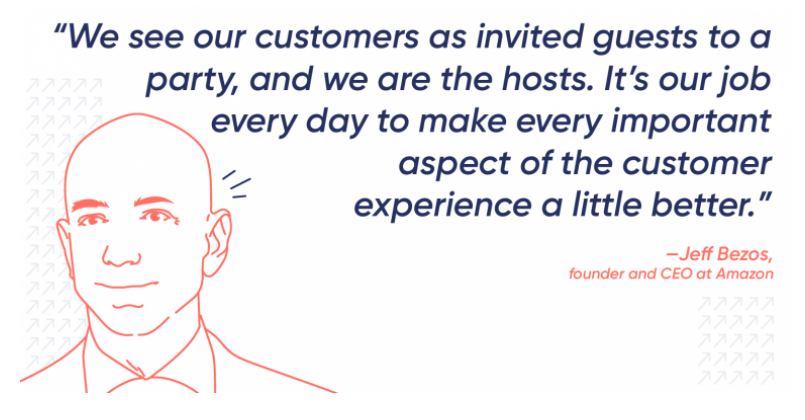 “We see our customers as invited guests to a
party, and we are the hosts. It’s our job
every day to make every important
aspect of the customer
experience a little better.”
—Jeff Bezos,
founder and CEO at Amazon